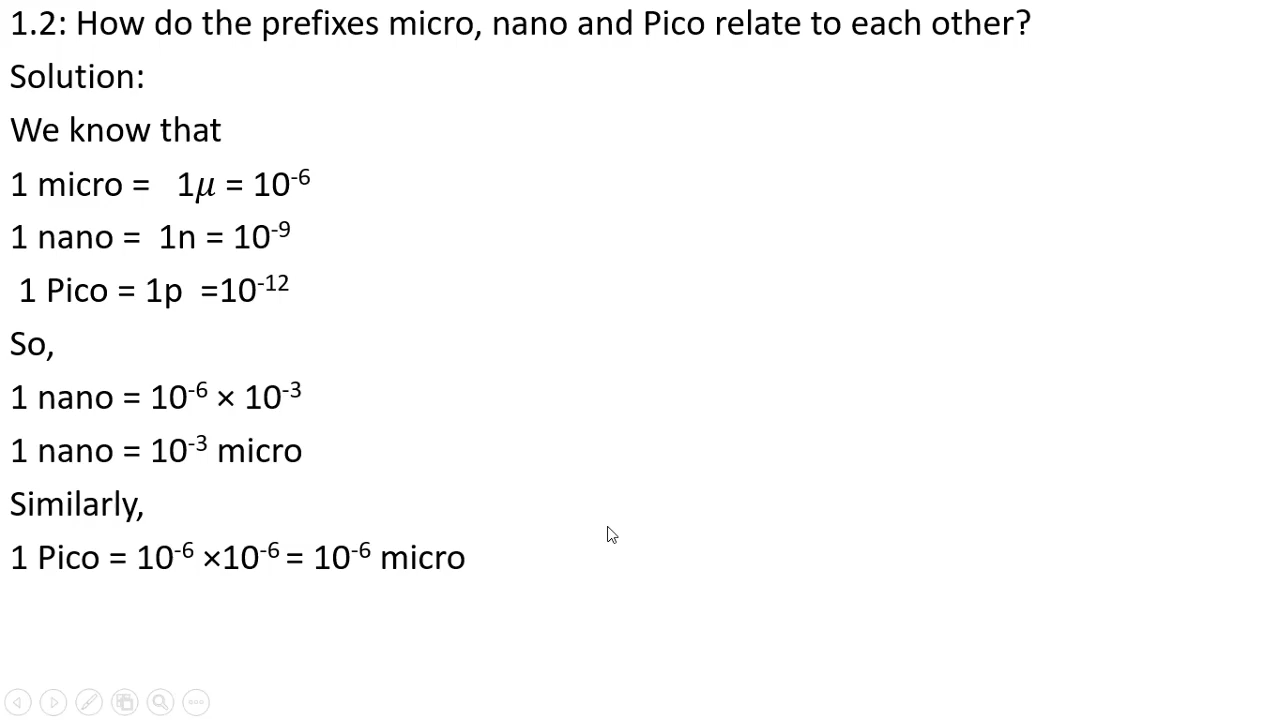 1.2: How do the prefixes micro, nano and Pico relate to each other?
Solution:
We know that
1 micro = 1𝜇 = 10⁻⁶
1 nano = 1n = 10⁻⁹
1 Pico = 1p =10⁻¹²
So,
1 nano = 10⁻⁶ × 10⁻³
1 nano = 10⁻³ micro
Similarly,
1 Pico = 10⁻⁶ ×10⁻⁶ = 10⁻⁶ micro